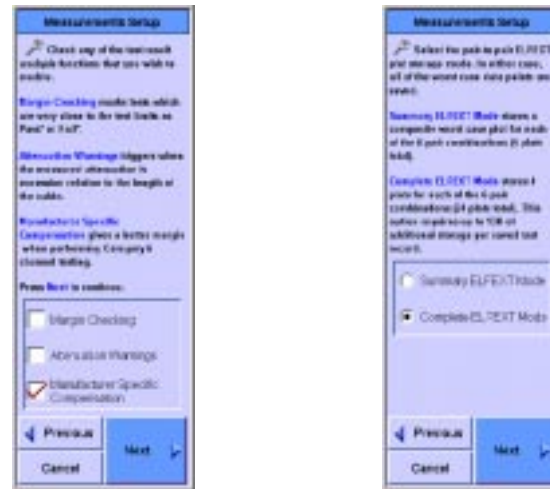 Measurements Setup
Check any of the test result
analysis functions that you wish to
enable.
Margin Checking marks tests which
are very close to the test limits as
Pass* or Fail*.
Attenuation Warnings triggers when
the measured attenuation is
excessive relative to the length of
the cable.
Manufacturer Specific
Compensation gives a better margin
when performing Category 6
channel testing.
Press Next to continue.
Margin Checking
Attenuation Warnings
Manufacturer Specific
Compensation
Previous
Next
Cancel
Measurements Setup
Select the pair to pair ELFEXT
plot storage mode. In either case,
all of the worst case data points are
saved.
Summary ELFEXT Mode stores a
composite worst case plot for each
of the 6 pair combinations (6 plots
total).
Complete ELFEXT Mode stores 4
plots for each of the 6 pair
combinations (24 plots total). This
option requires up to
additional storage per saved test
record.
Summary ELFEXT Mode
Complete ELFEXT Mode
Previous
Next
Cancel